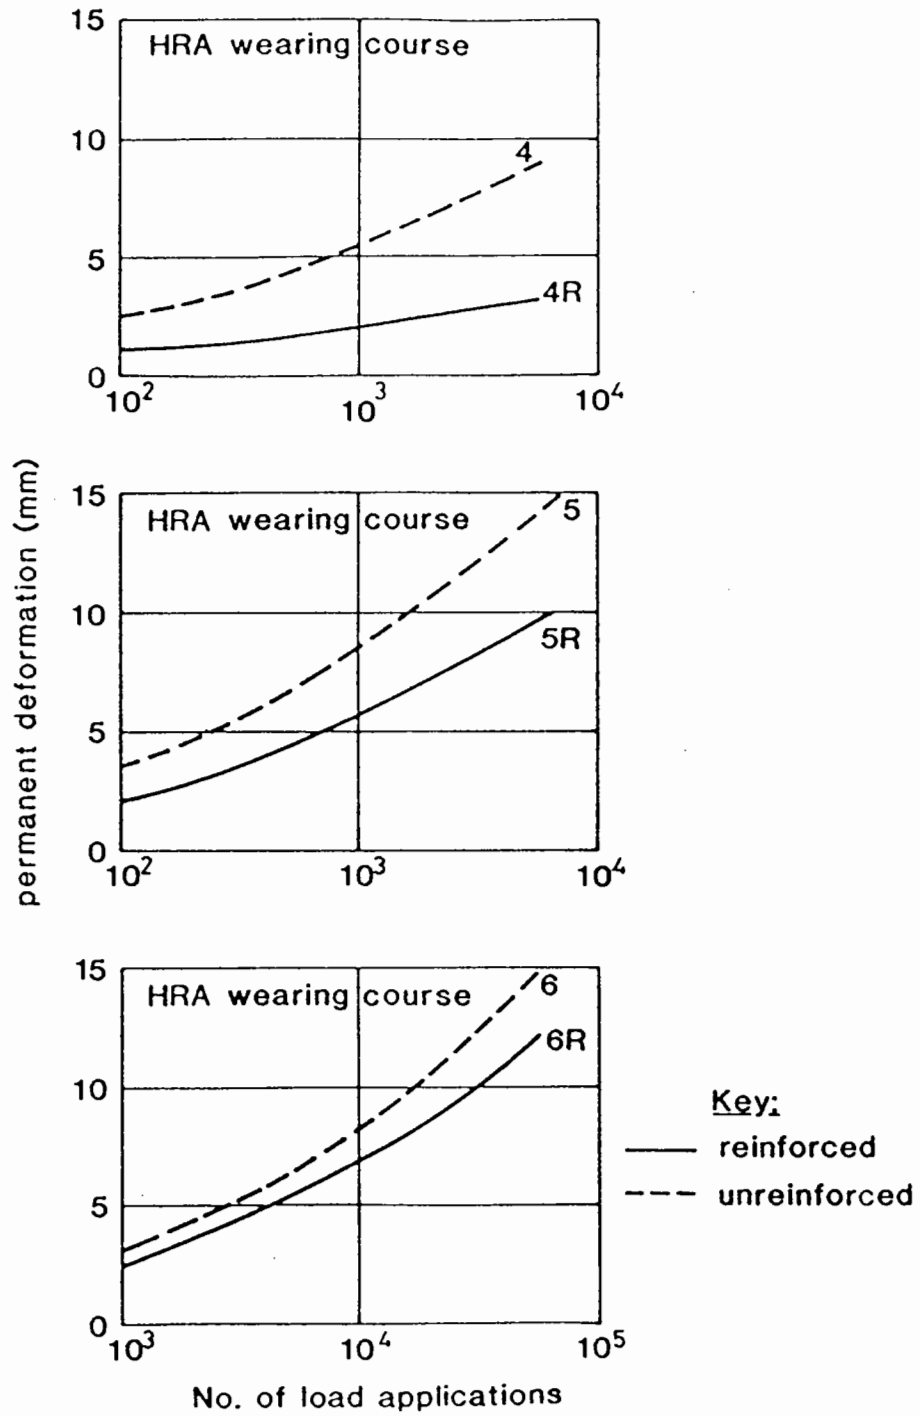 15
HRA wearing course
10
4
5
4R
0
10² 10³ 10⁴
permanent deformation (mm)
15
HRA wearing course
5
10
5R
5
0
10² 10³ 10⁴
15
HRA wearing course
6
6R
10
5
0
10³ 10⁴ 10⁵
No. of load applications
Key:
reinforced
unreinforced